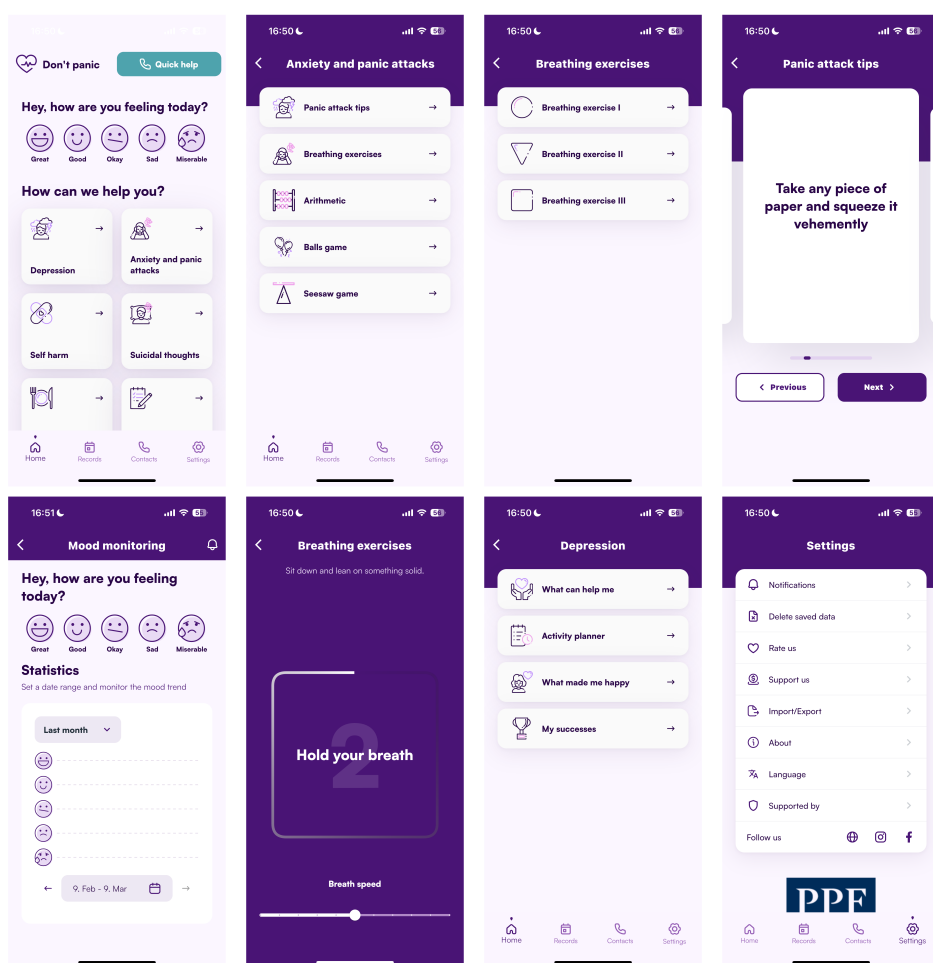 Don't panic
Quick help
Hey, how are you feeling today?
Great Good Okay Sad Miserable
How can we help you?
Depression
Anxiety and panic
attacks
Self harm
Suicidal thoughts
Home Records Contacts Settings
16:50 56
Anxiety and panic attacks
Panic attack tips
Breathing exercises
Arithmetic
Balls game
Seesaw game
Home Records Contacts Settings
16:50 56
Breathing exercises
Breathing exercise I
Breathing exercise II
Breathing exercise III
16:50 56
Panic attack tips
Take any piece of
paper and squeeze it
vehemently
Previous
Next
16:51 56
Mood monitoring
Hey, how are you feeling
today?
Great Good Okay Sad Miserable
Statistics
Set a date range and monitor the mood trend
Last month
9. Feb - 9. Mar
16:50 56
Breathing exercises
Sit down and lean on something solid.
2
Hold your breath
Breath speed
16:50 56
Depression
What can help me
Activity planner
What made me happy
My successes
Home Records Contacts Settings
16:50 56
Settings
Notifications
Delete saved data
Rate us
Support us
Import/Export
About
Language
Supported by
Follow us
PPF
Home Records Contacts Settings